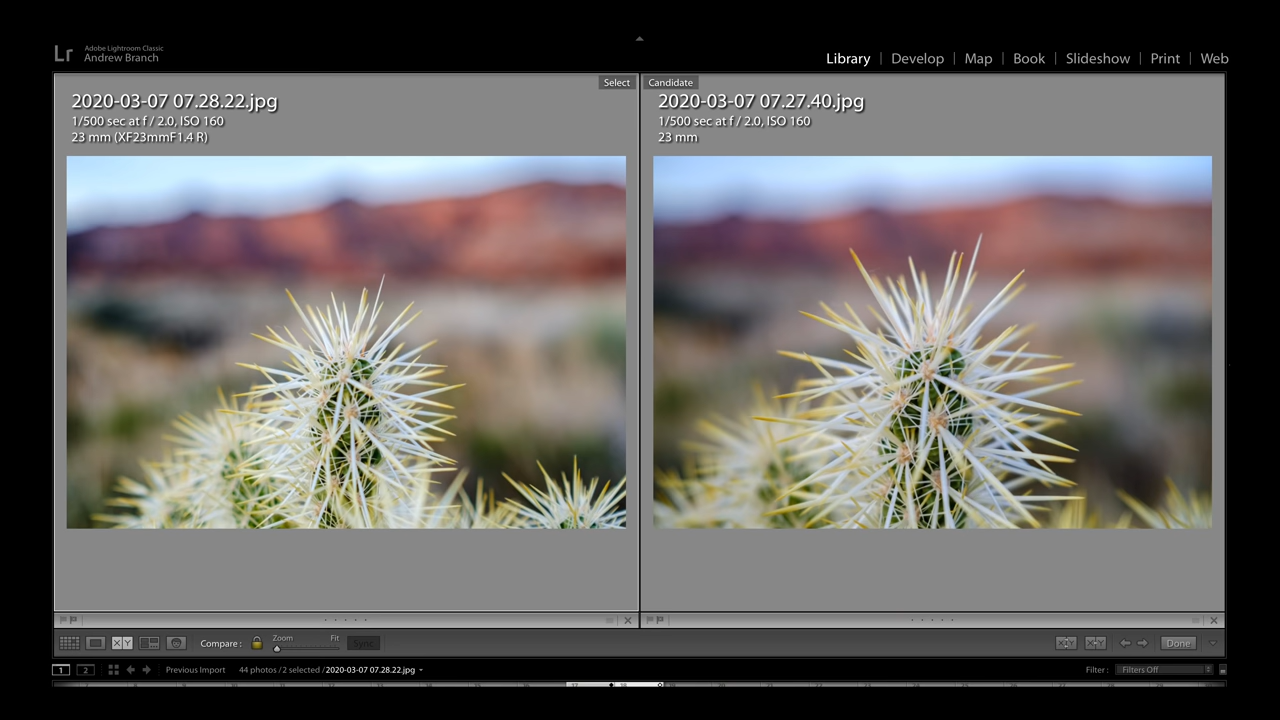 Lr
Adobe Lightroom Classic
Andrew Branch
Library | Develop | Map | Book | Slideshow | Print | Web
Select
Candidate
2020-03-07 07.28.22.jpg
1/500 sec at f / 2.0, ISO 160
23 mm (XF23mmF1.4 R)
2020-03-07 07.27.40.jpg
1/500 sec at f / 2.0, ISO 160
23 mm
XY
Compare :
Zoom
Fit
Sync
Done
1
2
Previous Import
44 photos / 2 selected / 2020-03-07 07.28.22.jpg
Filter :
Filters Off